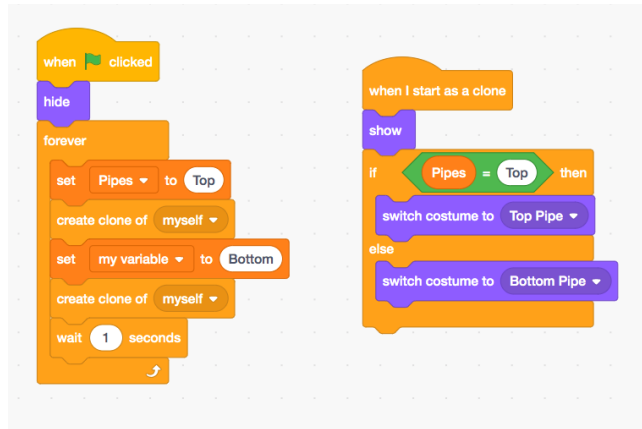 when clicked
hide
forever
set Pipes to Top
create clone of myself
set my variable to Bottom
create clone of myself
wait 1 seconds
when I start as a clone
show
if Pipes = Top then
switch costume to Top Pipe
else
switch costume to Bottom Pipe